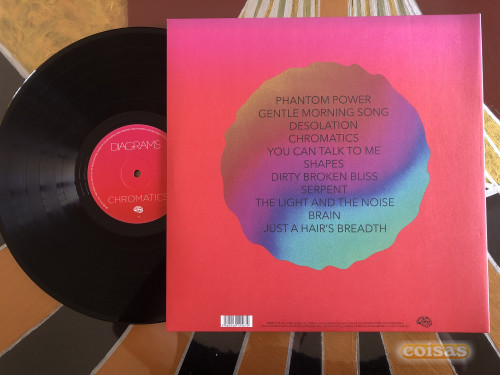 DIAGRAMS
CHROMATICS
PHANTOM POWER
GENTLE MORNING SONG
DESOLATION
CHROMATICS
YOU CAN TALK TO ME
SHAPES
DIRTY BROKEN BLISS
SERPENT
THE LIGHT AND THE NOISE
BRAIN
JUST A HAIR'S BREADTH
coisas